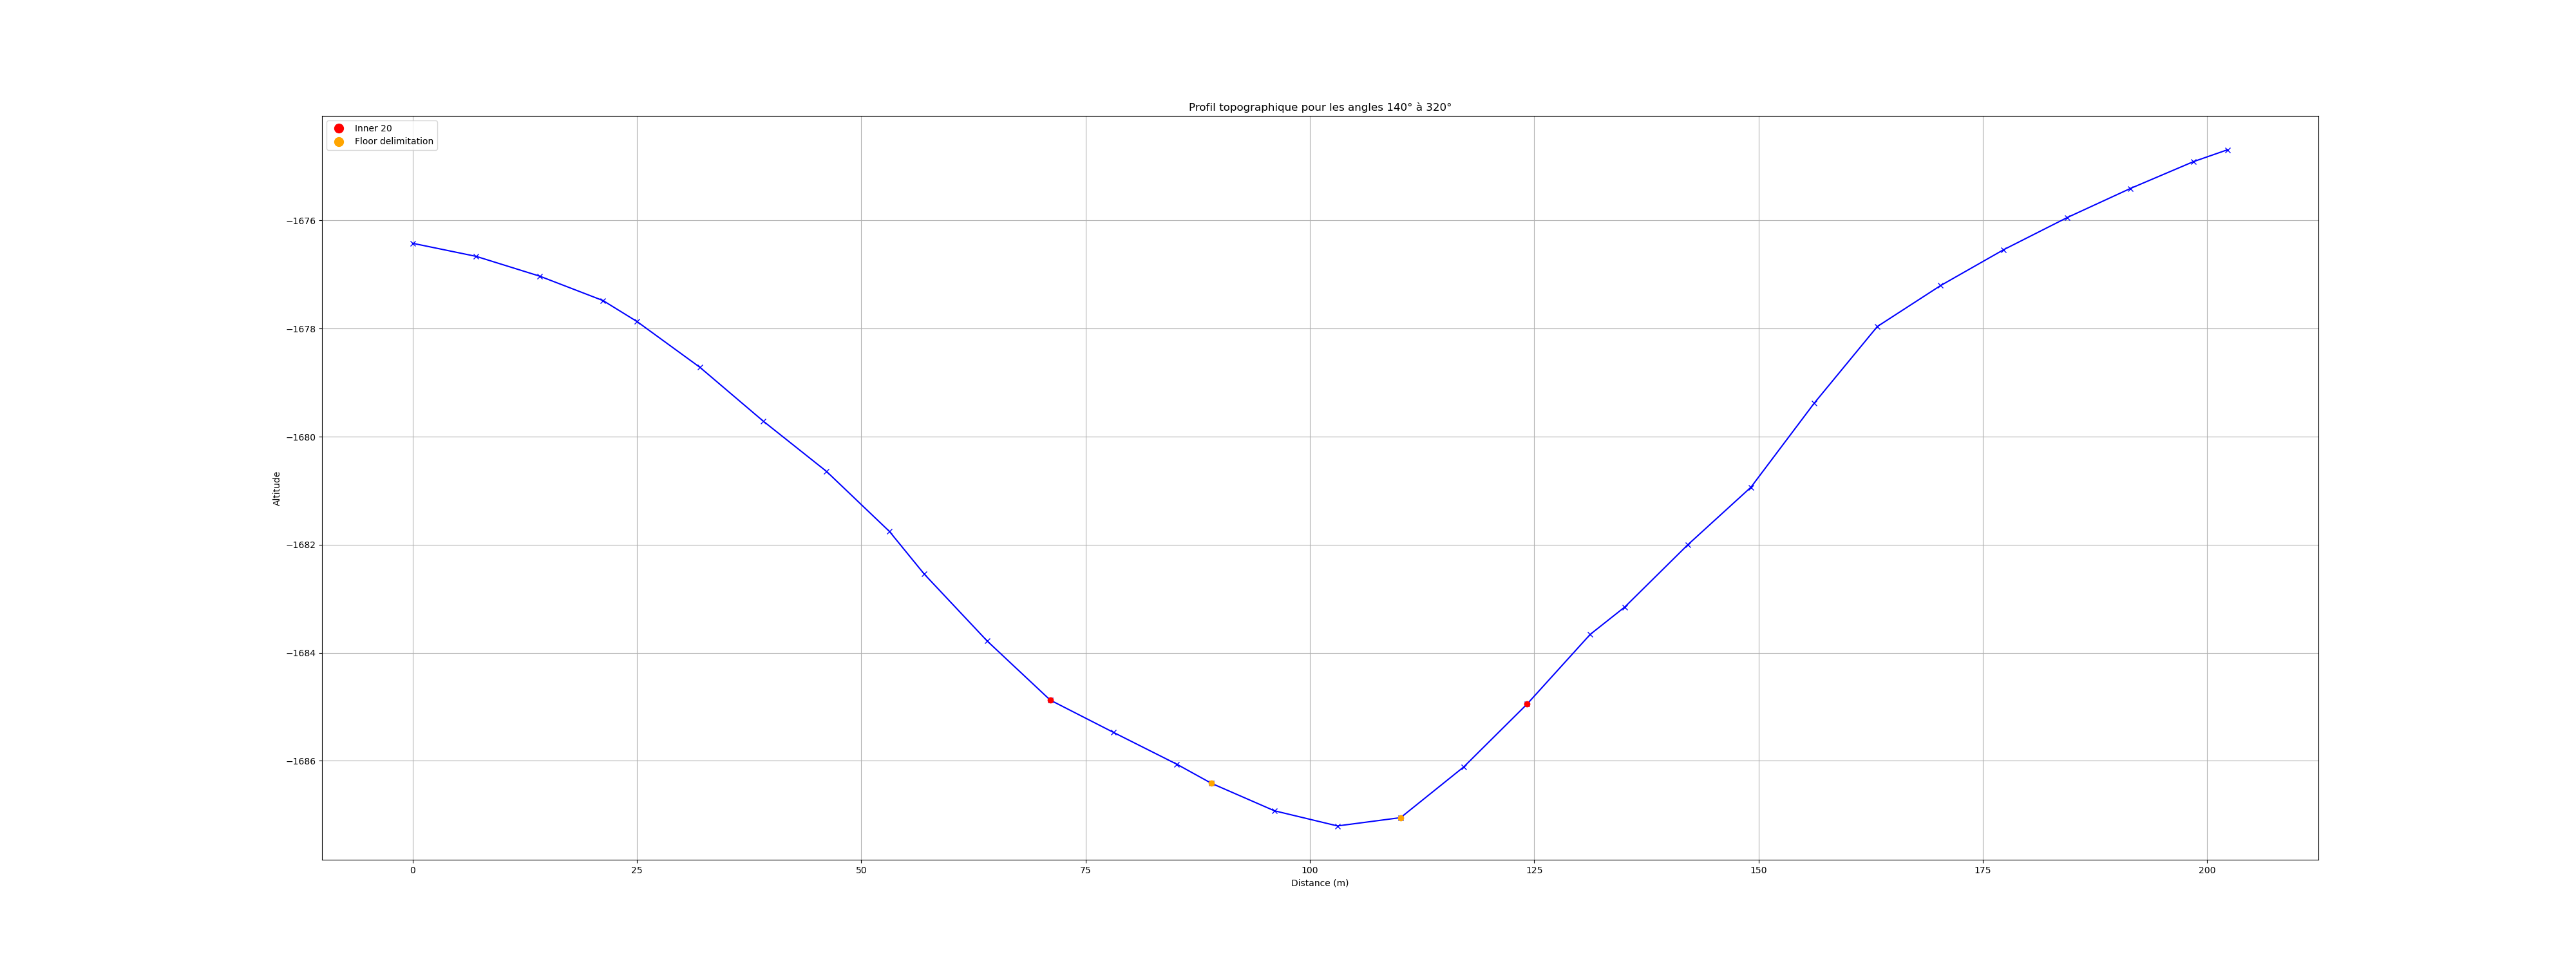 Profil topographique pour les angles 140° à 320°
Inner 20
Floor delimitation
−1676
−1678
−1680
−1682
−1684
−1686
Altitude
0 25 50 75 100 125 150 175 200
Distance (m)